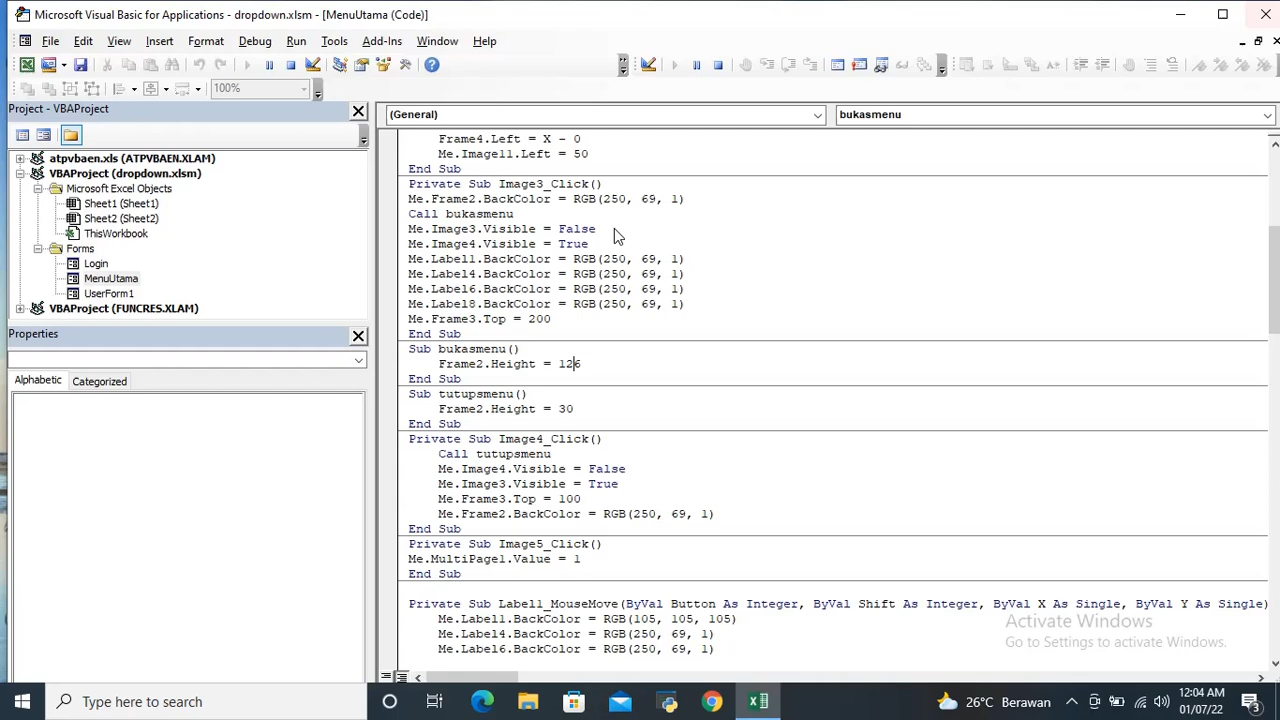 Microsoft Visual Basic for Applications - dropdown.xlsm - [MenuUtama (Code)]
File Edit View Insert Format Debug Run Tools Add-Ins Window Help
100%
Project - VBAProject
(General)
bukasmenu
atpvbaen.xls (ATPVBAEN.XLAM)
VBAProject (dropdown.xlsm)
Microsoft Excel Objects
Sheet1 (Sheet1)
Sheet2 (Sheet2)
ThisWorkbook
Forms
Login
MenuUtama
UserForm1
VBAProject (FUNCRES.XLAM)
Properties
Alphabetic Categorized
Frame4.Left = X - 0
Me.Image11.Left = 50
End Sub
Private Sub Image3_Click()
Me.Frame2.BackColor = RGB(250, 69, 1)
Call bukasmenu
Me.Image3.Visible = False
Me.Image4.Visible = True
Me.Label1.BackColor = RGB(250, 69, 1)
Me.Label4.BackColor = RGB(250, 69, 1)
Me.Label6.BackColor = RGB(250, 69, 1)
Me.Label8.BackColor = RGB(250, 69, 1)
Me.Frame3.Top = 200
End Sub
Sub bukasmenu()
Frame2.Height = 126
End Sub
Sub tutupsmenu()
Frame2.Height = 30
End Sub
Private Sub Image4_Click()
Call tutupsmenu
Me.Image4.Visible = False
Me.Image3.Visible = True
Me.Frame3.Top = 100
Me.Frame2.BackColor = RGB(250, 69, 1)
End Sub
Private Sub Image5_Click()
Me.MultiPage1.Value = 1
End Sub
Private Sub Label1_MouseMove(ByVal Button As Integer, ByVal Shift As Integer, ByVal X As Single, ByVal Y As Single)
Me.Label1.BackColor = RGB(105, 105, 105)
Me.Label4.BackColor = RGB(250, 69, 1)
Me.Label6.BackColor = RGB(250, 69, 1)
Activate Windows
Go to Settings to activate Windows.
Type here to search
26°C Berawan
12:04 AM
01/07/22
3